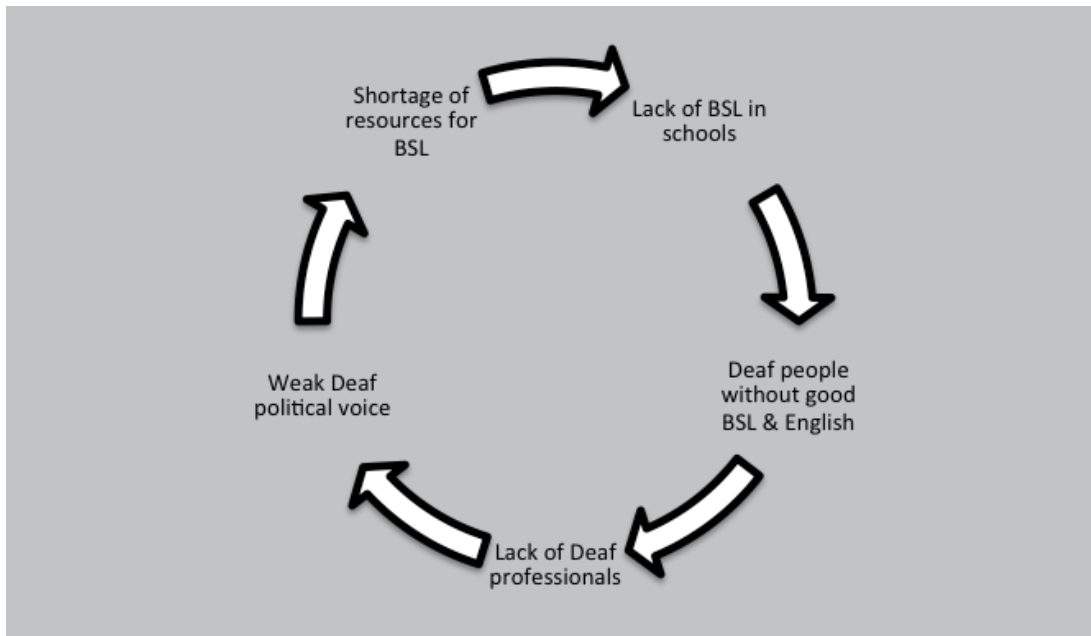 Shortage of
resources for
BSL
Lack of BSL in
schools
Deaf people
without good
BSL & English
Lack of Deaf
professionals
Weak Deaf
political voice